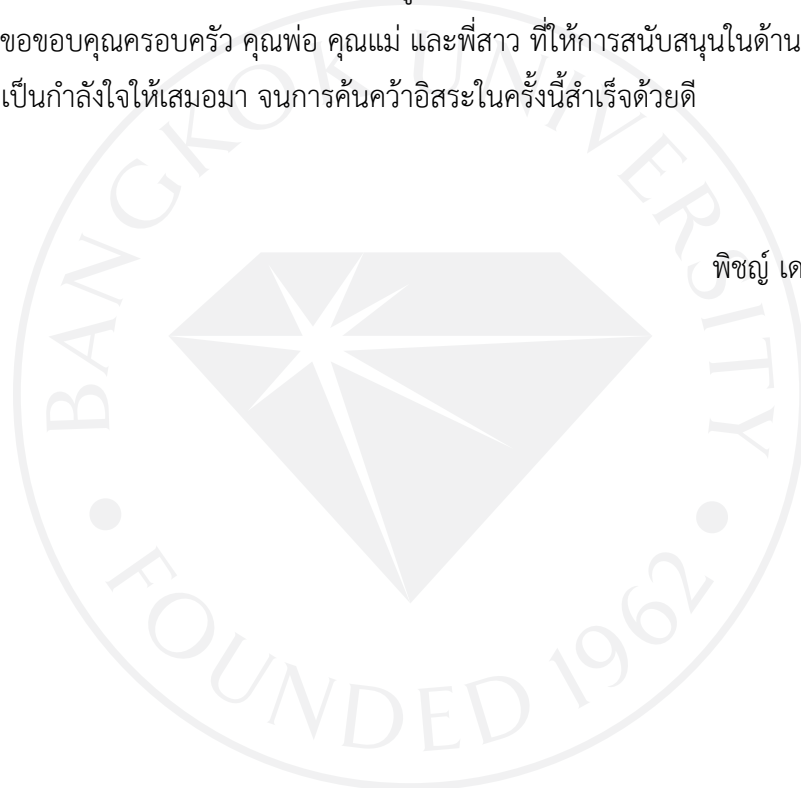 ขอขอบคุณครอบครัว คุณพ่อ คุณแม่ และพี่สาว ที่ให้การสนับสนุนในด้าน
เป็นกำลังใจให้เสมอมา จนการค้นคว้าอิสระในครั้งนี้สำเร็จด้วยดี
พิชญ์
BANGKOK UNIVERSITY
FOUNDED 1962